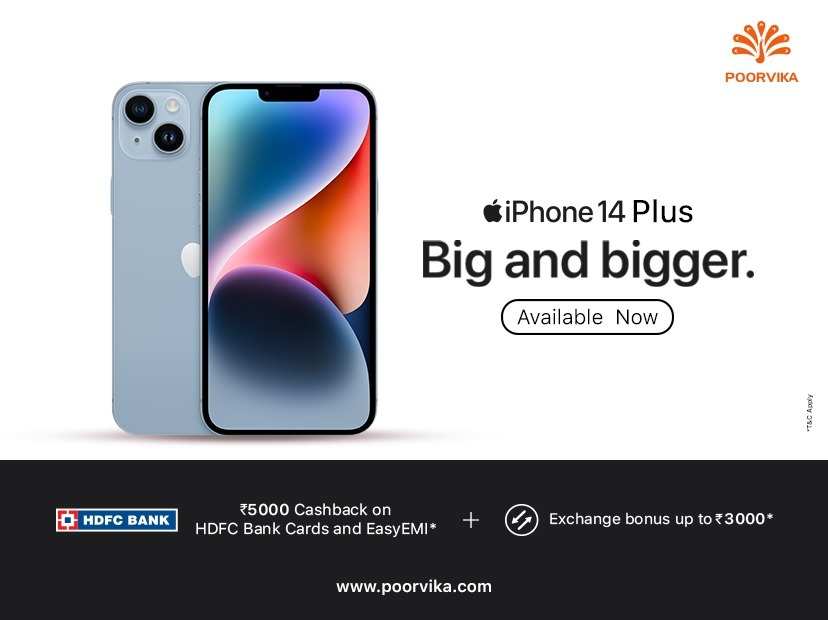 POORVIKA
iPhone 14 Plus
Big and bigger.
Available Now
*T&C Apply
HDFC BANK
₹5000 Cashback on
HDFC Bank Cards and EasyEMI*
+
Exchange bonus up to ₹3000*
www.poorvika.com